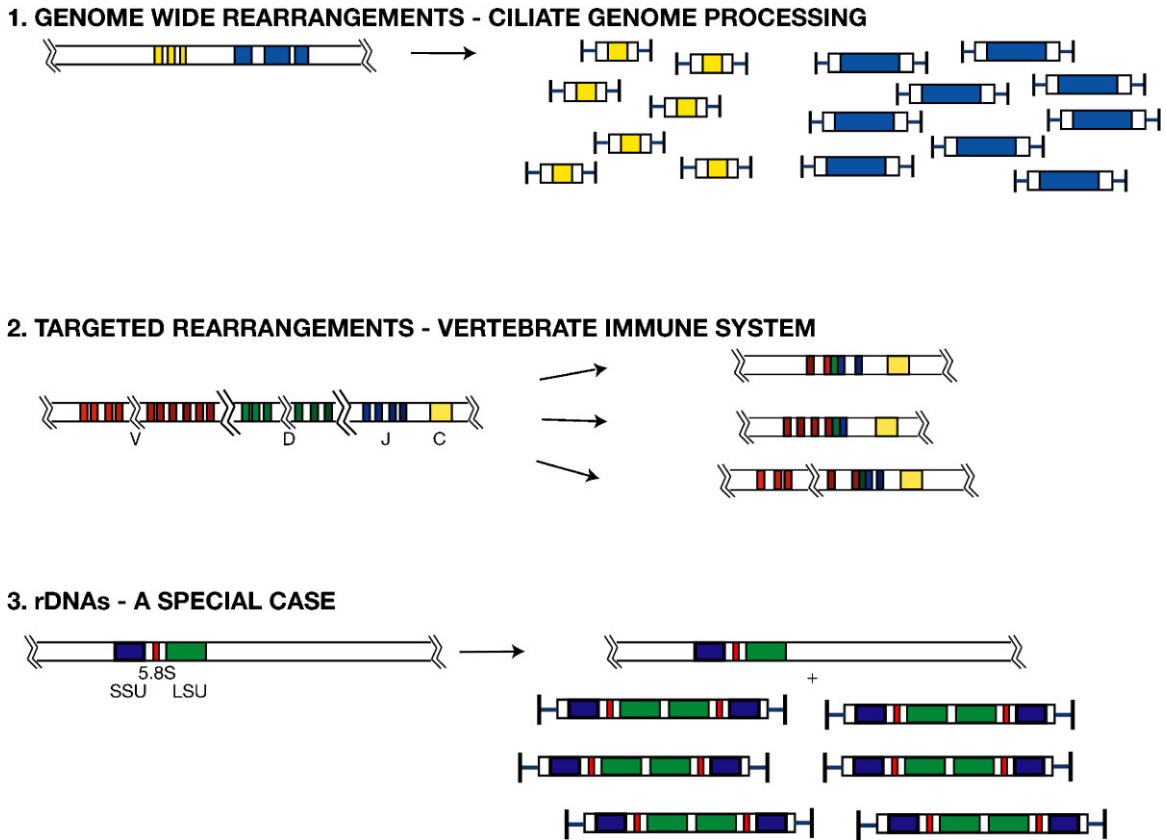 1. GENOME WIDE REARRANGEMENTS - CILIATE GENOME PROCESSING
2. TARGETED REARRANGEMENTS - VERTEBRATE IMMUNE SYSTEM
V D J C
3. rDNAs - A SPECIAL CASE
5.8S
SSU LSU
+